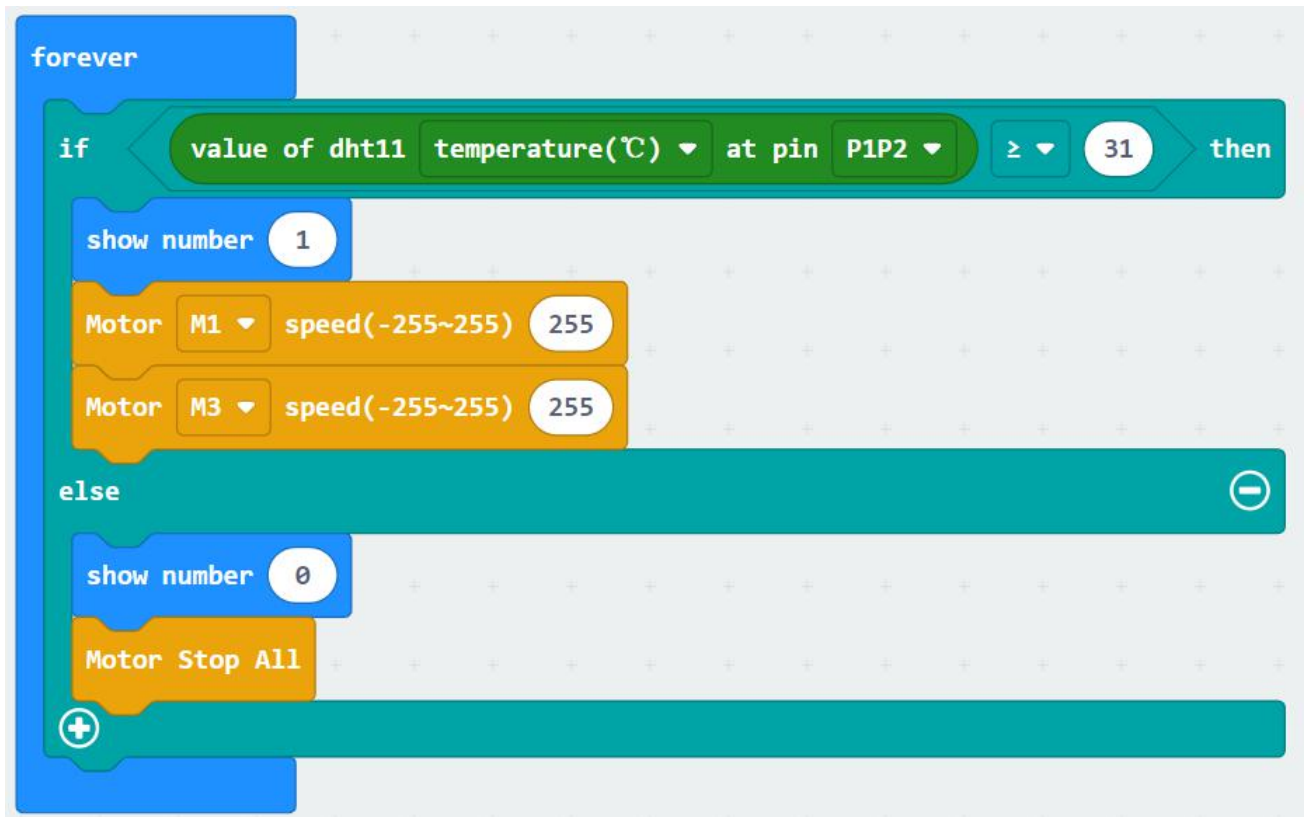 forever
if value of dht11 temperature(℃) at pin P1P2 ≥ 31 then
show number 1
Motor M1 speed(-255~255) 255
Motor M3 speed(-255~255) 255
else
show number 0
Motor Stop All